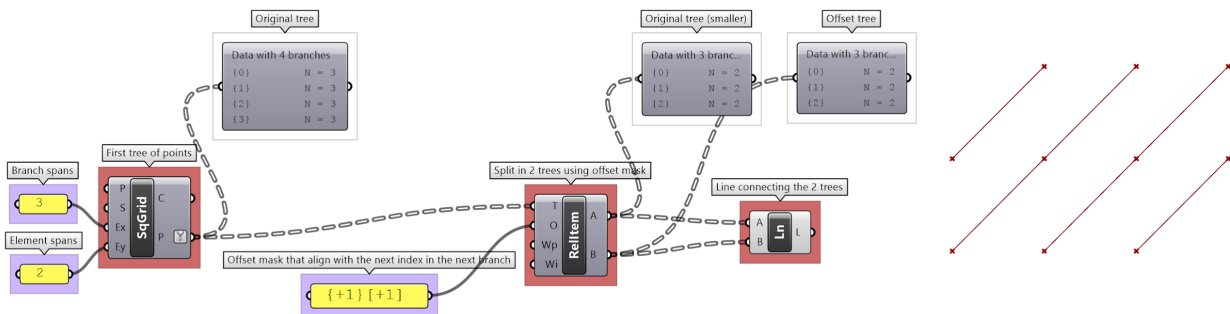 Original tree
Data with 4 branches
{0} N = 3
{1} N = 3
{2} N = 3
{3} N = 3
Original tree (smaller)
Data with 3 branc...
{0} N = 2
{1} N = 2
{2} N = 2
Offset tree
Data with 3 branc...
{0} N = 2
{1} N = 2
{2} N = 2
Branch spans
3
Element spans
2
First tree of points
P
S
Ex
Ey
SqGrid
C
P
Split in 2 trees using offset mask
T
O
Wp
Wi
RelItem
A
B
Offset mask that align with the next index in the next branch
{+1}[+1]
Line connecting the 2 trees
A
B
Ln
L